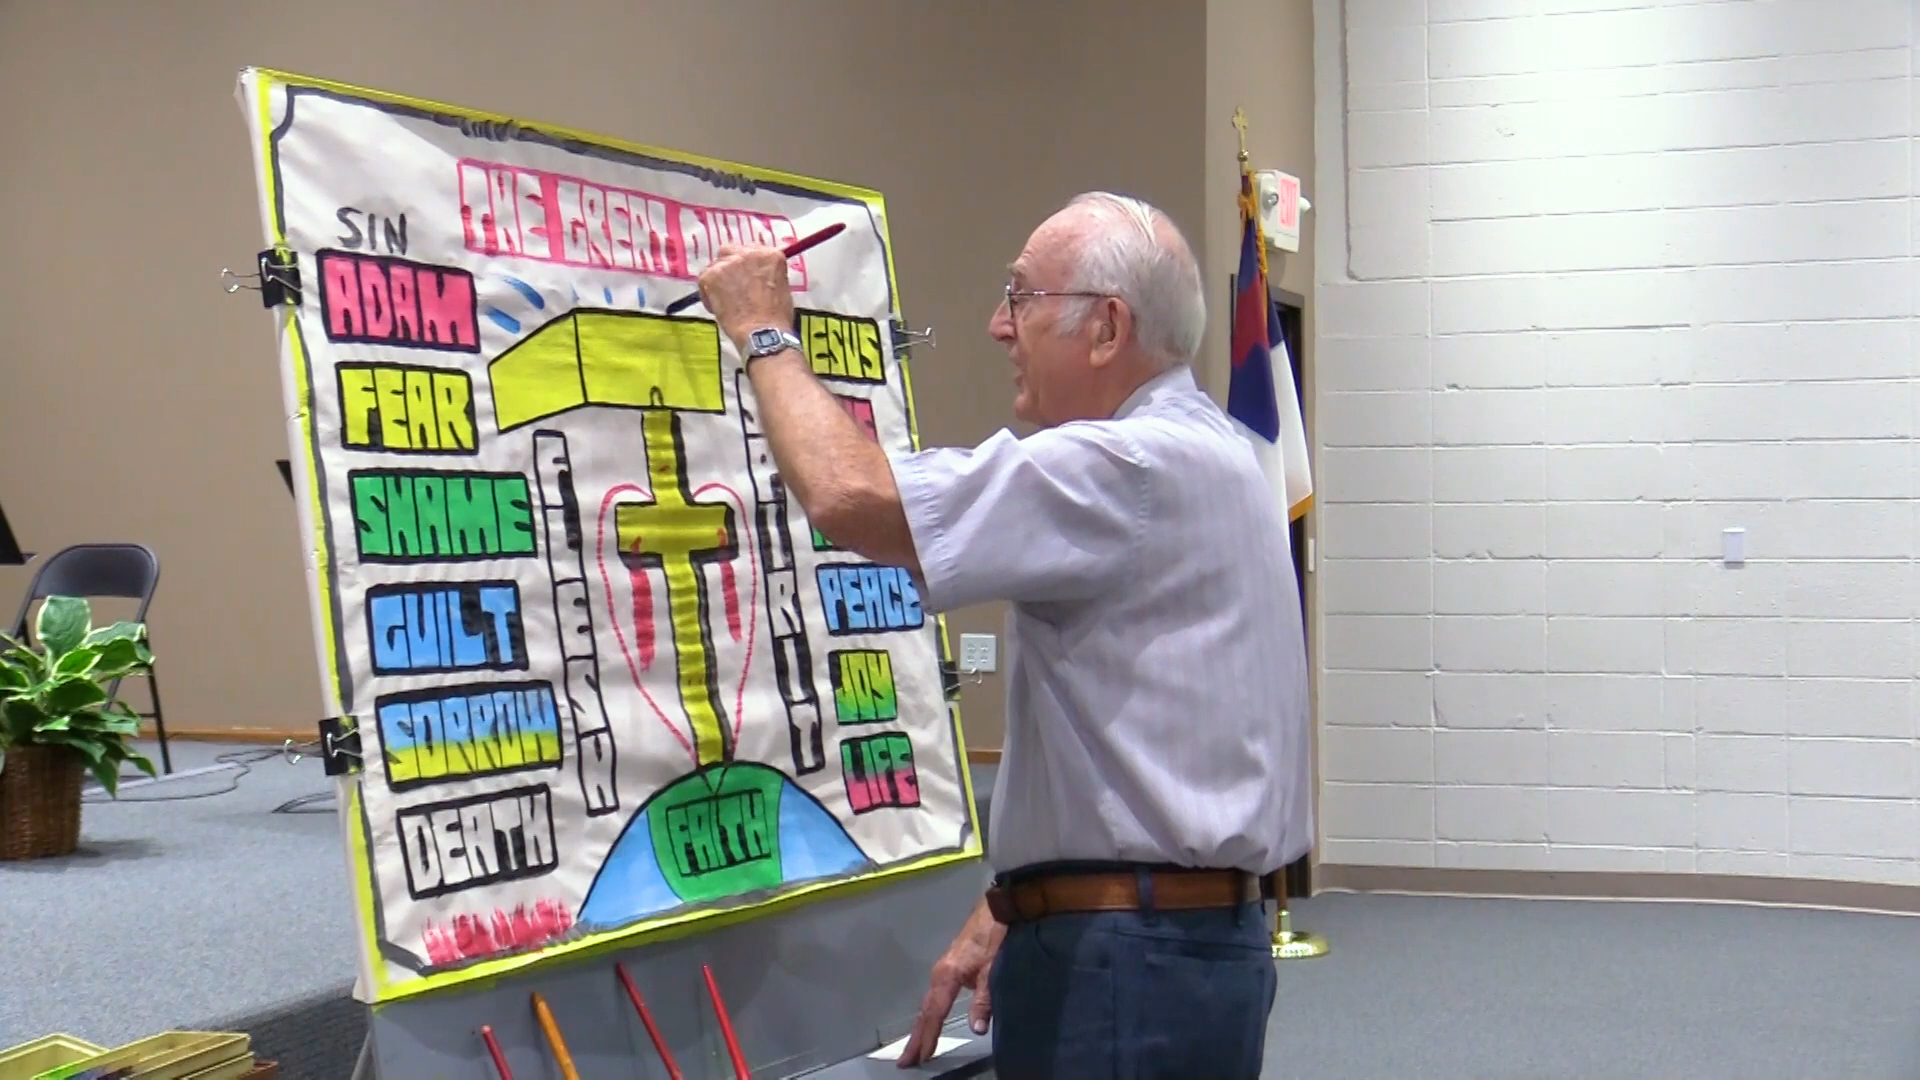 THE GREAT DIVIDE
SIN
ADAM
FEAR
SHAME
GUILT
SORROW
DEATH
FLESH
SPIRIT
JESUS
PEACE
JOY
LIFE
FAITH
EXIT